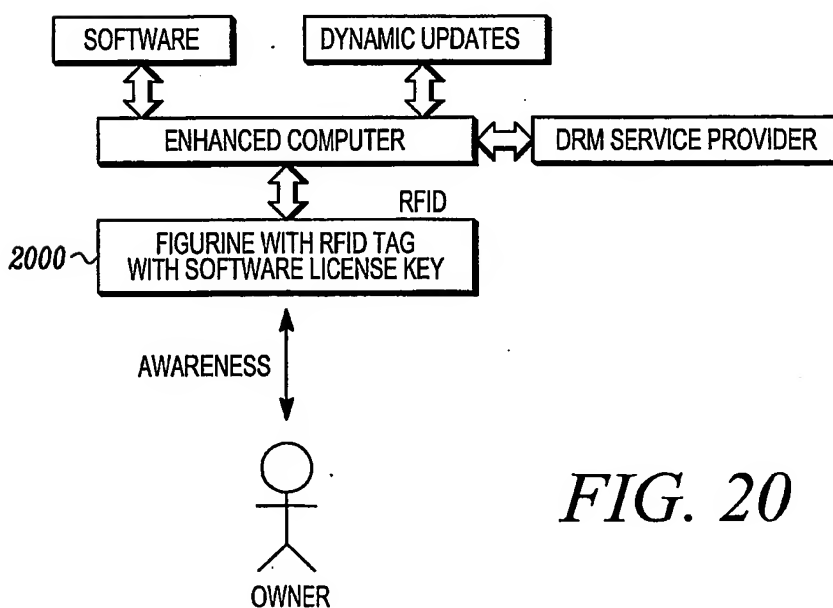 SOFTWARE
DYNAMIC UPDATES
ENHANCED COMPUTER
DRM SERVICE PROVIDER
RFID
2000
FIGURINE WITH RFID TAG
WITH SOFTWARE LICENSE KEY
AWARENESS
OWNER
FIG. 20